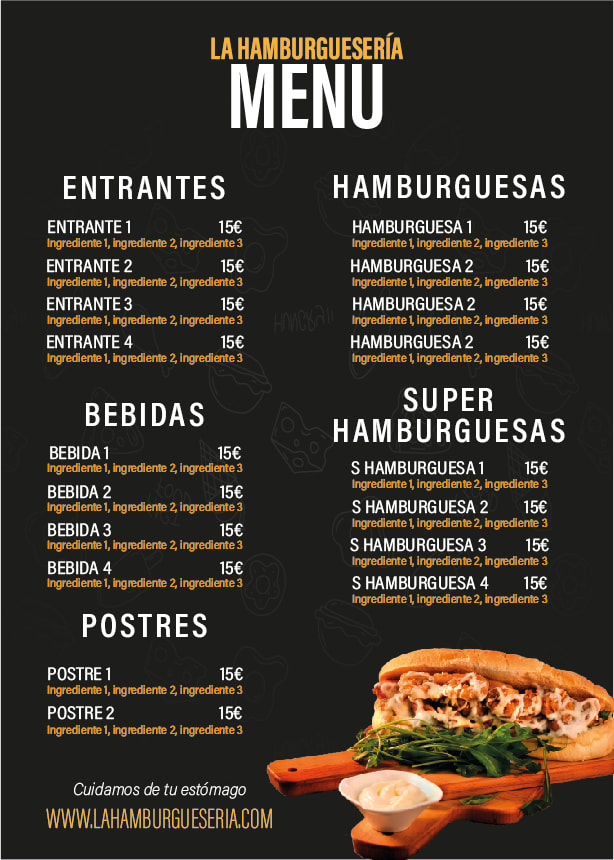 LA HAMBURGUESERÍA
MENU
ENTRANTES
ENTRANTE 1 15€
Ingrediente 1, ingrediente 2, ingrediente 3
ENTRANTE 2 15€
Ingrediente 1, ingrediente 2, ingrediente 3
ENTRANTE 3 15€
Ingrediente 1, ingrediente 2, ingrediente 3
ENTRANTE 4 15€
Ingrediente 1, ingrediente 2, ingrediente 3
BEBIDAS
BEBIDA 1 15€
Ingrediente 1, ingrediente 2, ingrediente 3
BEBIDA 2 15€
Ingrediente 1, ingrediente 2, ingrediente 3
BEBIDA 3 15€
Ingrediente 1, ingrediente 2, ingrediente 3
BEBIDA 4 15€
Ingrediente 1, ingrediente 2, ingrediente 3
POSTRES
POSTRE 1 15€
Ingrediente 1, ingrediente 2, ingrediente 3
POSTRE 2 15€
Ingrediente 1, ingrediente 2, ingrediente 3
HAMBURGUESAS
HAMBURGUESA 1 15€
Ingrediente 1, ingrediente 2, ingrediente 3
HAMBURGUESA 2 15€
Ingrediente 1, ingrediente 2, ingrediente 3
HAMBURGUESA 2 15€
Ingrediente 1, ingrediente 2, ingrediente 3
HAMBURGUESA 2 15€
Ingrediente 1, ingrediente 2, ingrediente 3
SUPER
HAMBURGUESAS
S HAMBURGUESA 1 15€
Ingrediente 1, ingrediente 2, ingrediente 3
S HAMBURGUESA 2 15€
Ingrediente 1, ingrediente 2, ingrediente 3
S HAMBURGUESA 3 15€
Ingrediente 1, ingrediente 2, ingrediente 3
S HAMBURGUESA 4 15€
Ingrediente 1, ingrediente 2, ingrediente 3
Cuidamos de tu estómago
WWW.LAHAMBURGUESERIA.COM